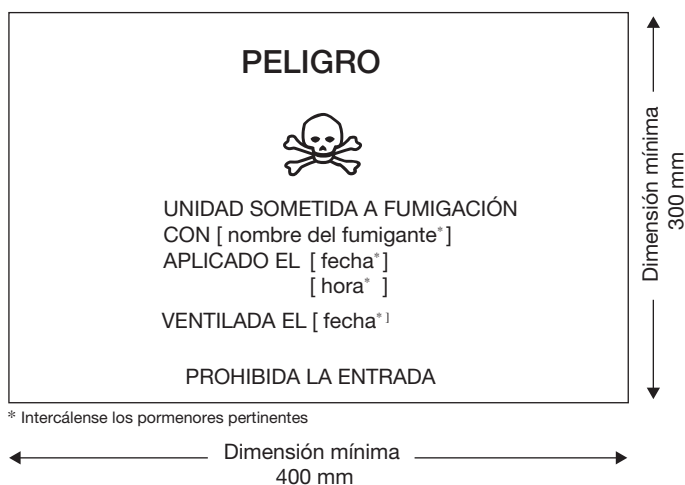 PELIGRO
UNIDAD SOMETIDA A FUMIGACIÓN
CON [ nombre del fumigante* ]
APLICADO EL [ fecha* ]
[ hora* ]
VENTILADA EL [ fecha* ]
PROHIBIDA LA ENTRADA
* Intercálense los pormenores pertinentes
Dimensión mínima
400 mm
Dimensión mínima
300 mm